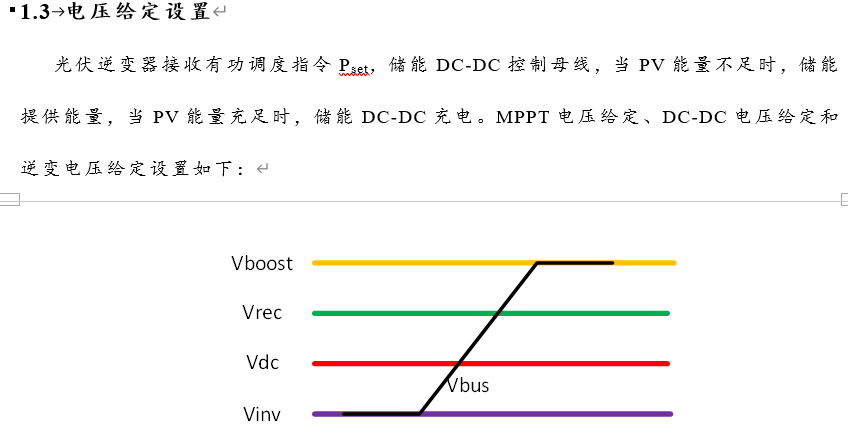 1.3→电压给定设置↵
光伏逆变器接收有功调度指令 Pset，储能 DC-DC 控制母线，当 PV 能量不足时，储能
提供能量，当 PV 能量充足时，储能 DC-DC 充电。MPPT 电压给定、DC-DC 电压给定和
逆变电压给定设置如下：↵
Vboost
Vrec
Vdc
Vbus
Vinv